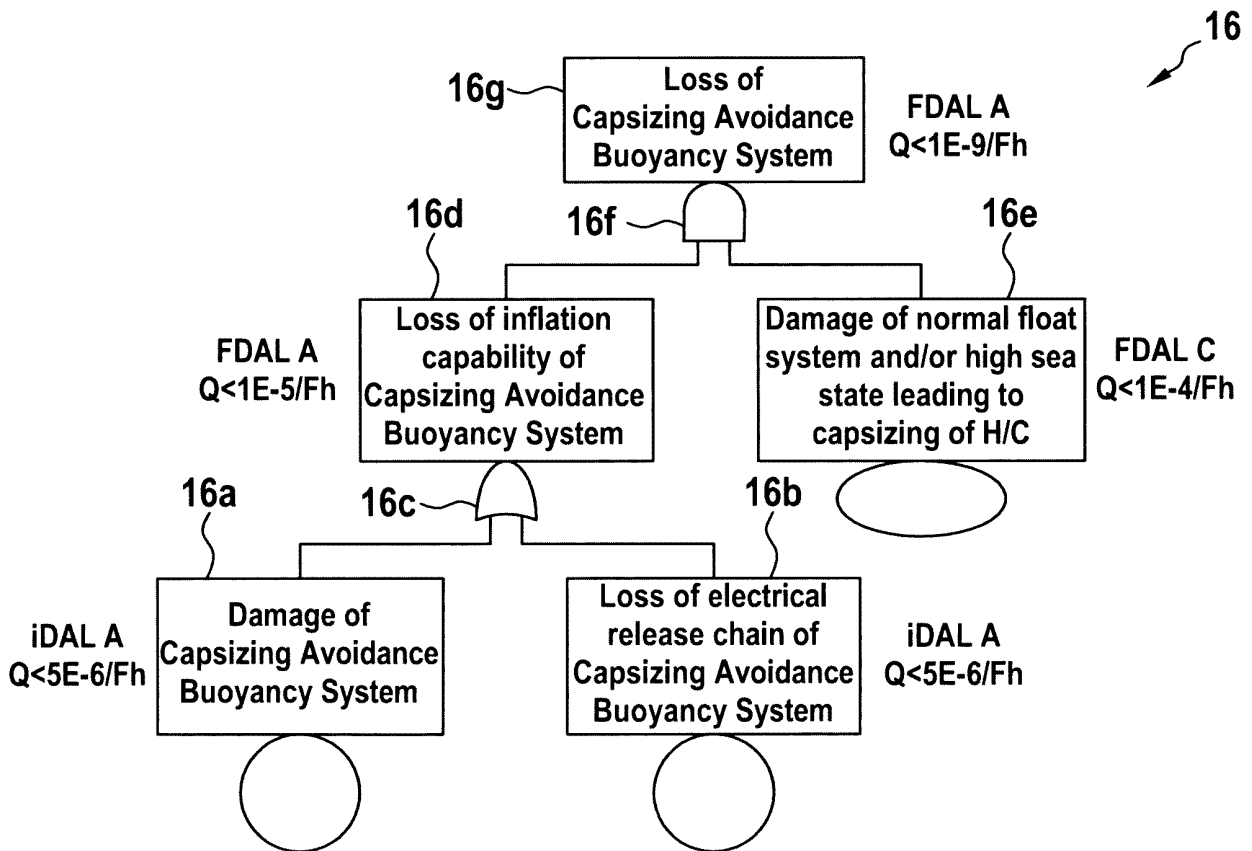 16
16g
Loss of
Capsizing Avoidance
Buoyancy System
FDAL A
Q<1E-9/Fh
16f
16d
16e
FDAL A
Q<1E-5/Fh
Loss of inflation
capability of
Capsizing Avoidance
Buoyancy System
Damage of normal float
system and/or high sea
state leading to
capsizing of H/C
FDAL C
Q<1E-4/Fh
16a
16c
16b
iDAL A
Q<5E-6/Fh
Damage of
Capsizing Avoidance
Buoyancy System
Loss of electrical
release chain of
Capsizing Avoidance
Buoyancy System
iDAL A
Q<5E-6/Fh